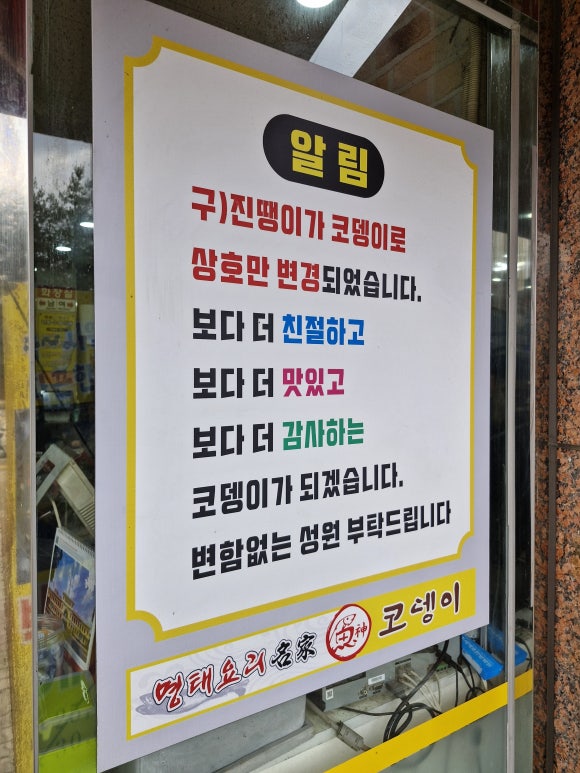 알림
구)진땡이가 코뎅이로
상호만 변경되었습니다.
보다 더 친절하고
보다 더 맛있고
보다 더 감사하는
코뎅이가 되겠습니다.
변함없는 성원 부탁드립니다
명태요리 名家 神 코뎅이